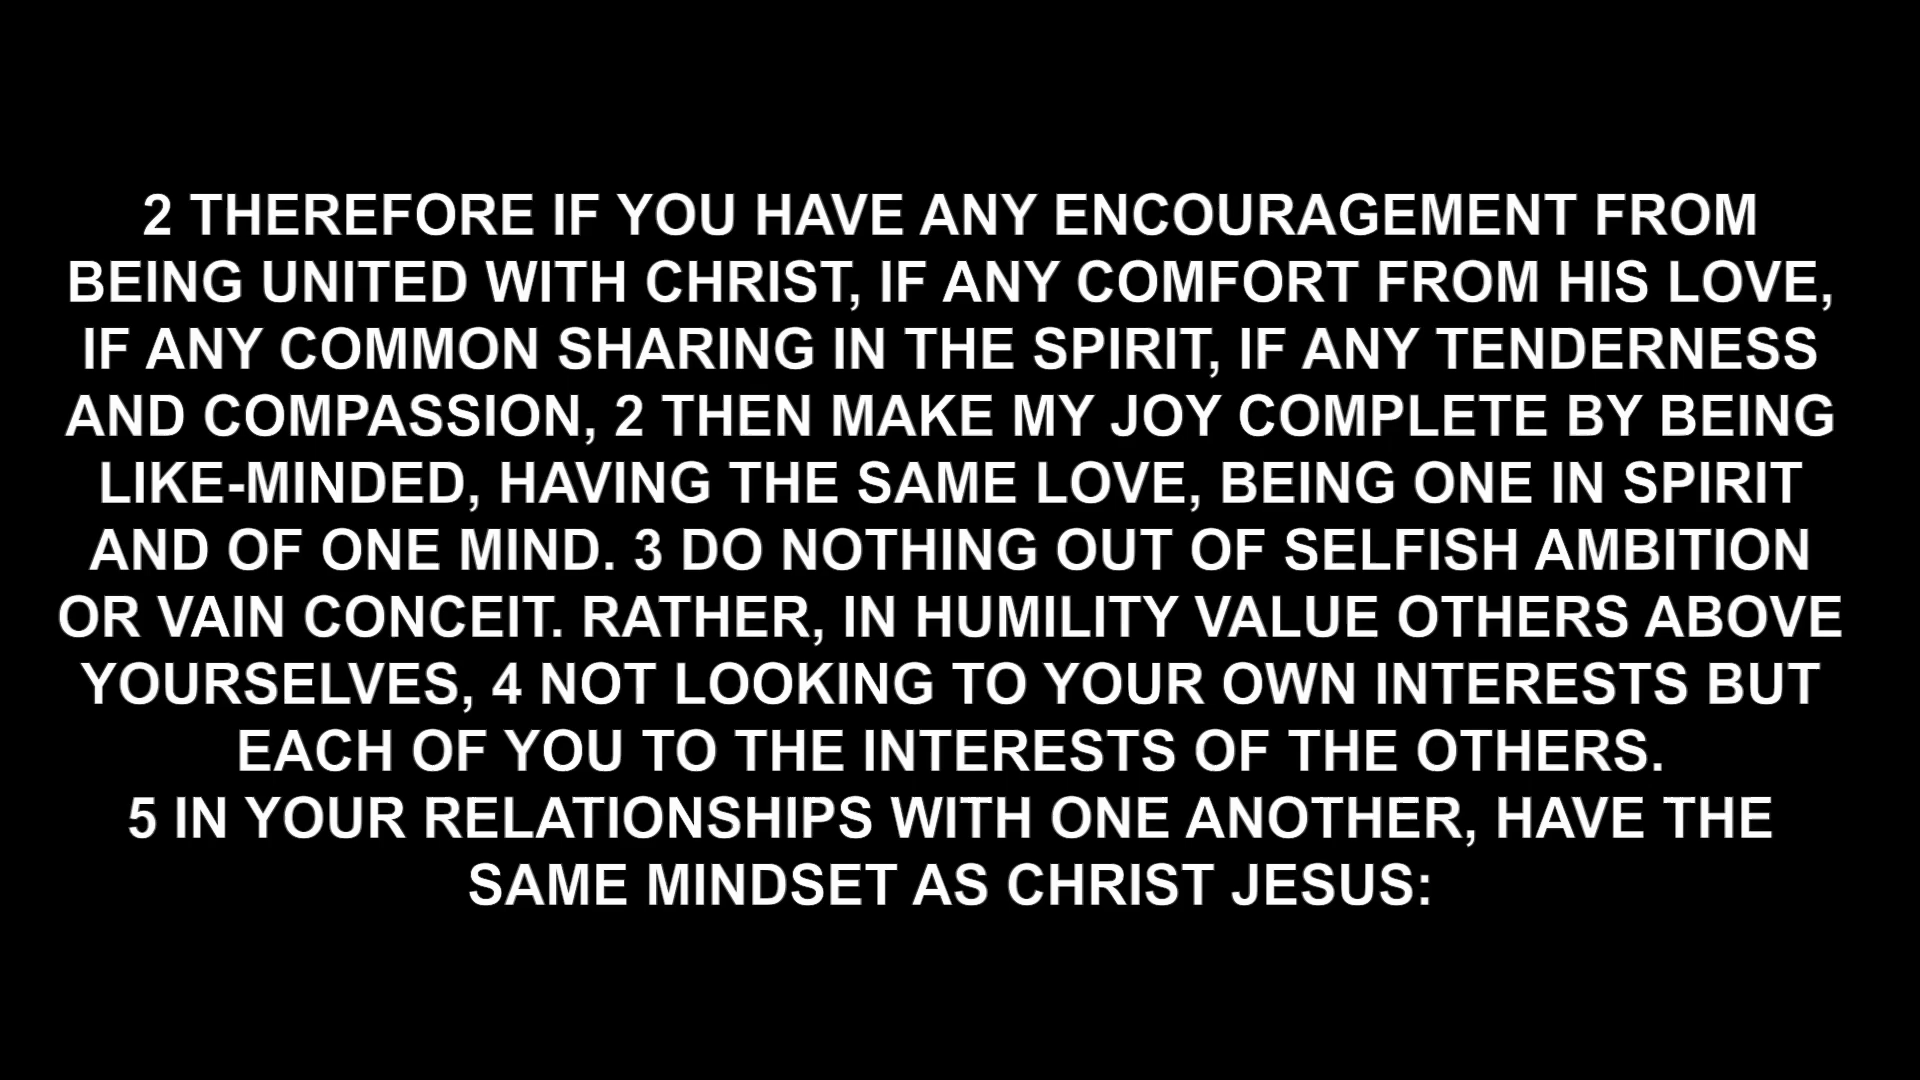 2 THEREFORE IF YOU HAVE ANY ENCOURAGEMENT FROM
BEING UNITED WITH CHRIST, IF ANY COMFORT FROM HIS LOVE,
IF ANY COMMON SHARING IN THE SPIRIT, IF ANY TENDERNESS
AND COMPASSION, 2 THEN MAKE MY JOY COMPLETE BY BEING
LIKE-MINDED, HAVING THE SAME LOVE, BEING ONE IN SPIRIT
AND OF ONE MIND. 3 DO NOTHING OUT OF SELFISH AMBITION
OR VAIN CONCEIT. RATHER, IN HUMILITY VALUE OTHERS ABOVE
YOURSELVES, 4 NOT LOOKING TO YOUR OWN INTERESTS BUT
EACH OF YOU TO THE INTERESTS OF THE OTHERS.
5 IN YOUR RELATIONSHIPS WITH ONE ANOTHER, HAVE THE
SAME MINDSET AS CHRIST JESUS: